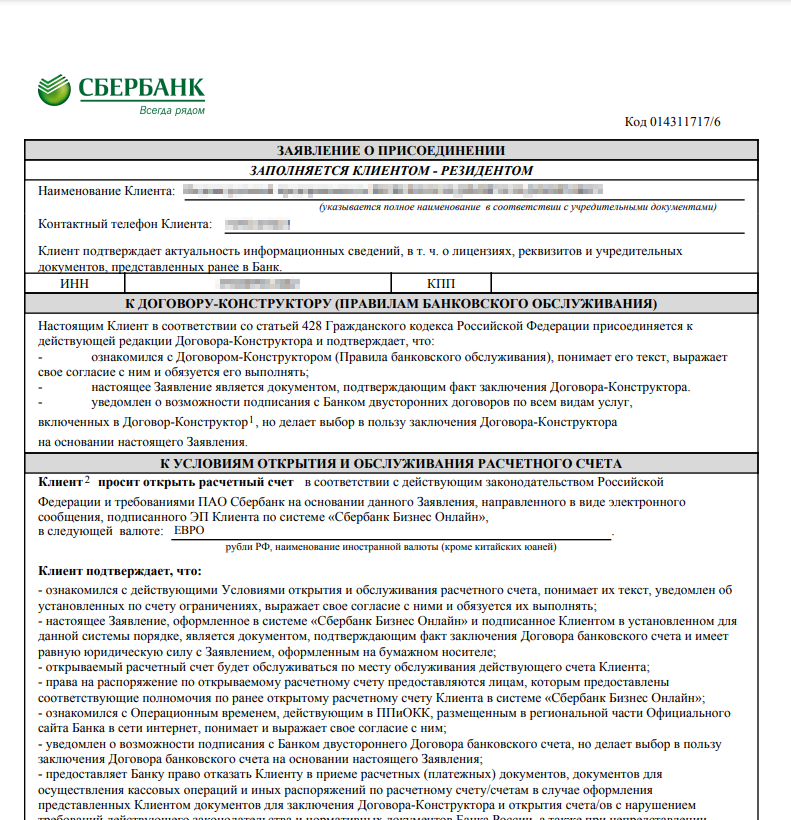 СБЕРБАНК
Всегда рядом
Код 014311717/6
ЗАЯВЛЕНИЕ О ПРИСОЕДИНЕНИИ
ЗАПОЛНЯЕТСЯ КЛИЕНТОМ - РЕЗИДЕНТОМ
Наименование Клиента:
(указывается полное наименование в соответствии с учредительными документами)
Контактный телефон Клиента:
Клиент подтверждает актуальность информационных сведений, в т. ч. о лицензиях, реквизитов и учредительных
документов, представленных ранее в Банк.
ИНН КПП
К ДОГОВОРУ-КОНСТРУКТОРУ (ПРАВИЛАМ БАНКОВСКОГО ОБСЛУЖИВАНИЯ)
Настоящим Клиент в соответствии со статьей 428 Гражданского кодекса Российской Федерации присоединяется к
действующей редакции Договора-Конструктора и подтверждает, что:
- ознакомился с Договором-Конструктором (Правила банковского обслуживания), понимает его текст, выражает
свое согласие с ним и обязуется его выполнять;
- настоящее Заявление является документом, подтверждающим факт заключения Договора-Конструктора.
- уведомлен о возможности подписания с Банком двусторонних договоров по всем видам услуг,
включенных в Договор-Конструктор1, но делает выбор в пользу заключения Договора-Конструктора
на основании настоящего Заявления.
К УСЛОВИЯМ ОТКРЫТИЯ И ОБСЛУЖИВАНИЯ РАСЧЕТНОГО СЧЕТА
Клиент2 просит открыть расчетный счет в соответствии с действующим законодательством Российской
Федерации и требованиями ПАО Сбербанк на основании данного Заявления, направленного в виде электронного
сообщения, подписанного ЭП Клиента по системе «Сбербанк Бизнес Онлайн»,
в следующей валюте: ЕВРО.
рубли РФ, наименование иностранной валюты (кроме китайских юаней)
Клиент подтверждает, что:
- ознакомился с действующими Условиями открытия и обслуживания расчетного счета, понимает их текст, уведомлен об
установленных по счету ограничениях, выражает свое согласие с ними и обязуется их выполнять;
- настоящее Заявление, оформленное в системе «Сбербанк Бизнес Онлайн» и подписанное Клиентом в установленном для
данной системы порядке, является документом, подтверждающим факт заключения Договора банковского счета и имеет
равную юридическую силу с Заявлением, оформленным на бумажном носителе;
- открываемый расчетный счет будет обслуживаться по месту обслуживания действующего счета Клиента;
- права на распоряжение по открываемому расчетному счету предоставляются лицам, которым предоставлены
соответствующие полномочия по ранее открытому расчетному счету Клиента в системе «Сбербанк Бизнес Онлайн»;
- ознакомился с Операционным временем, действующим в ППиОКК, размещенным в региональной части Официального
сайта Банка в сети интернет, понимает и выражает свое согласие с ним;
- уведомлен о возможности подписания с Банком двустороннего Договора банковского счета, но делает выбор в пользу
заключения Договора банковского счета на основании настоящего Заявления;
- предоставляет Банку право отказать Клиенту в приеме расчетных (платежных) документов, документов для
осуществления кассовых операций и иных распоряжений по расчетному счету/счетам в случае оформления
представленных Клиентом документов для заключения Договора-Конструктора и открытия счета/ов с нарушением
требований действующего законодательства и нормативных документов Банка России, а также при непредставлении